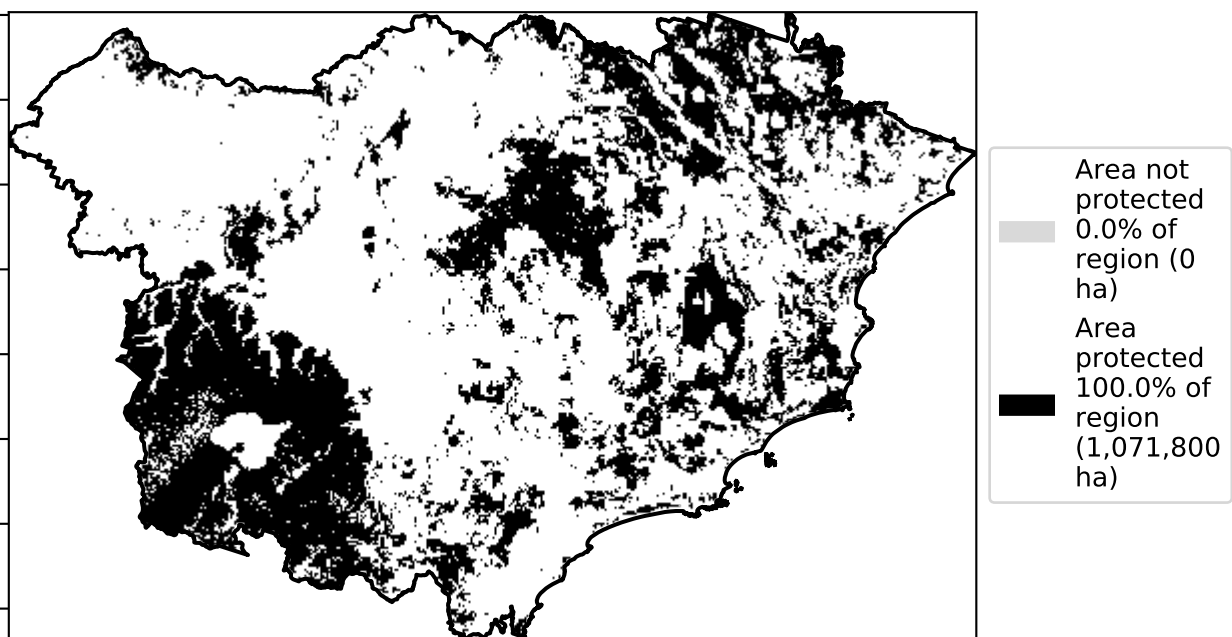 Area not
protected
0.0% of
region (0
ha)
Area
protected
100.0% of
region
(1,071,800
ha)